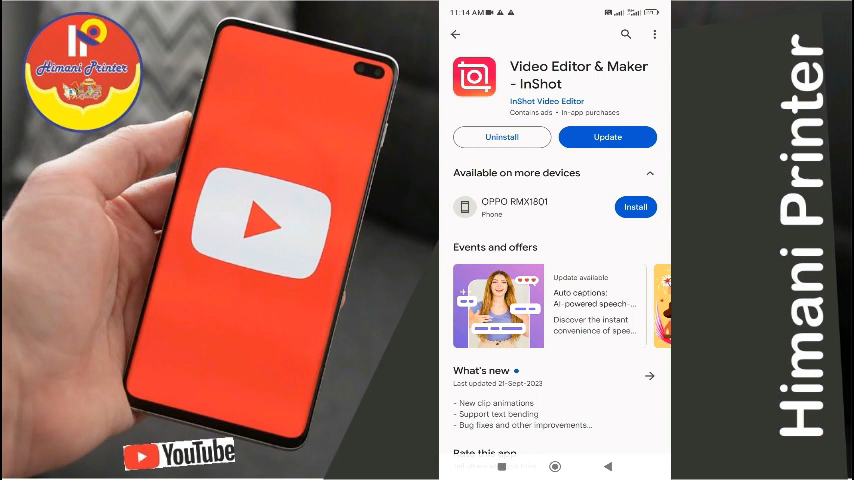 Himani Printer
YouTube
11:14 AM
Video Editor & Maker
- InShot
InShot Video Editor
Contains ads • In-app purchases
Uninstall
Update
Available on more devices
OPPO RMX1801
Phone
Install
Events and offers
Update available
Auto captions:
AI-powered speech-...
Discover the instant
convenience of spee...
What's new •
Last updated 21-Sept-2023
- New clip animations
- Support text bending
- Bug fixes and other improvements...
Rate this app
Himani Printer